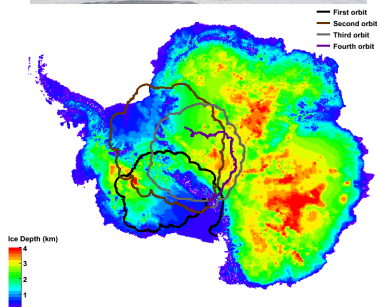 First orbit
Second orbit
Third orbit
Fourth orbit
Ice Depth (km)
4
3
2
1